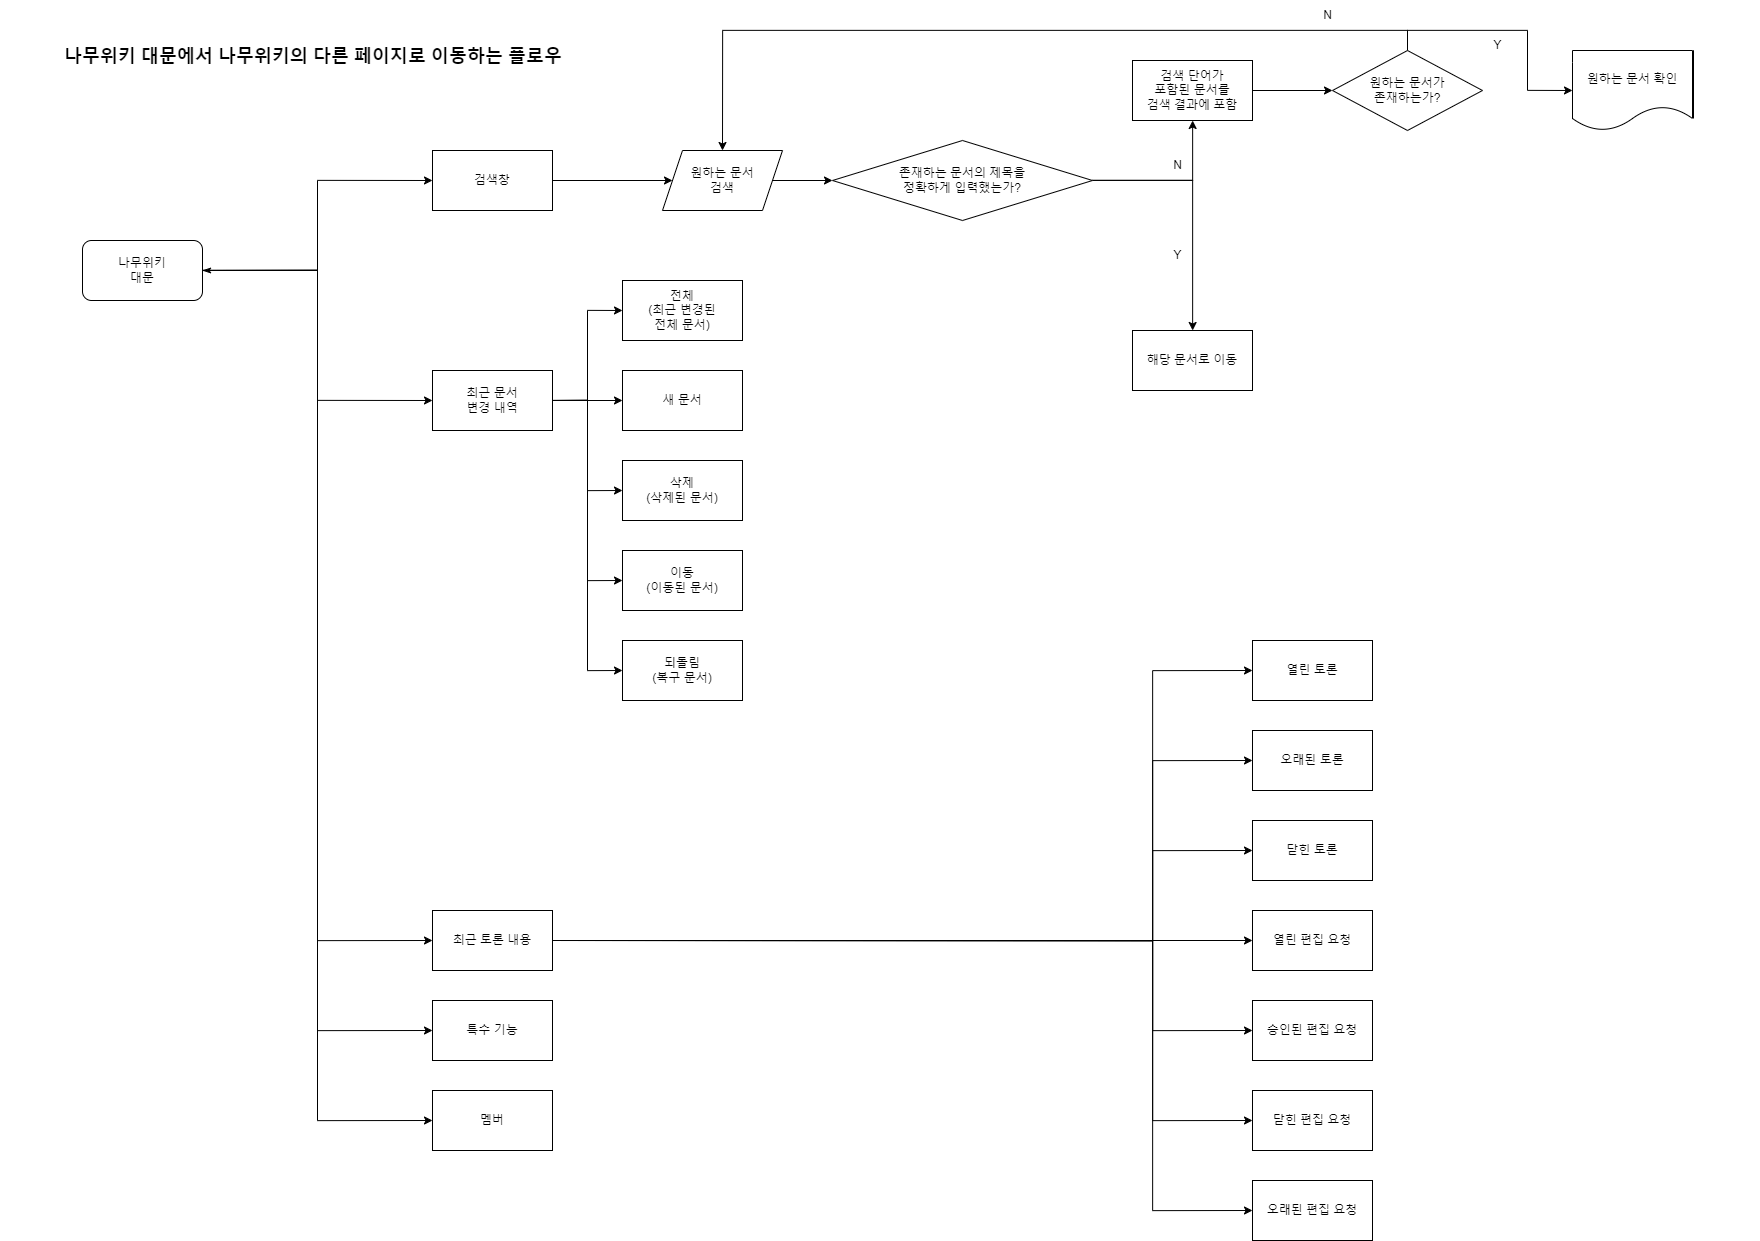 나무위키 대문에서 나무위키의 다른 페이지로 이동하는 플로우
N
Y
검색 단어가
포함된 문서를
검색 결과에 포함
원하는 문서가
존재하는가?
원하는 문서 확인
검색창
원하는 문서
검색
존재하는 문서의 제목을
정확하게 입력했는가?
N
Y
해당 문서로 이동
나무위키
대문
최근 문서
변경 내역
전체
(최근 변경된
전체 문서)
새 문서
삭제
(삭제된 문서)
이동
(이동된 문서)
되돌림
(복구 문서)
최근 토론 내용
열린 토론
오래된 토론
닫힌 토론
열린 편집 요청
승인된 편집 요청
닫힌 편집 요청
오래된 편집 요청
특수 기능
멤버